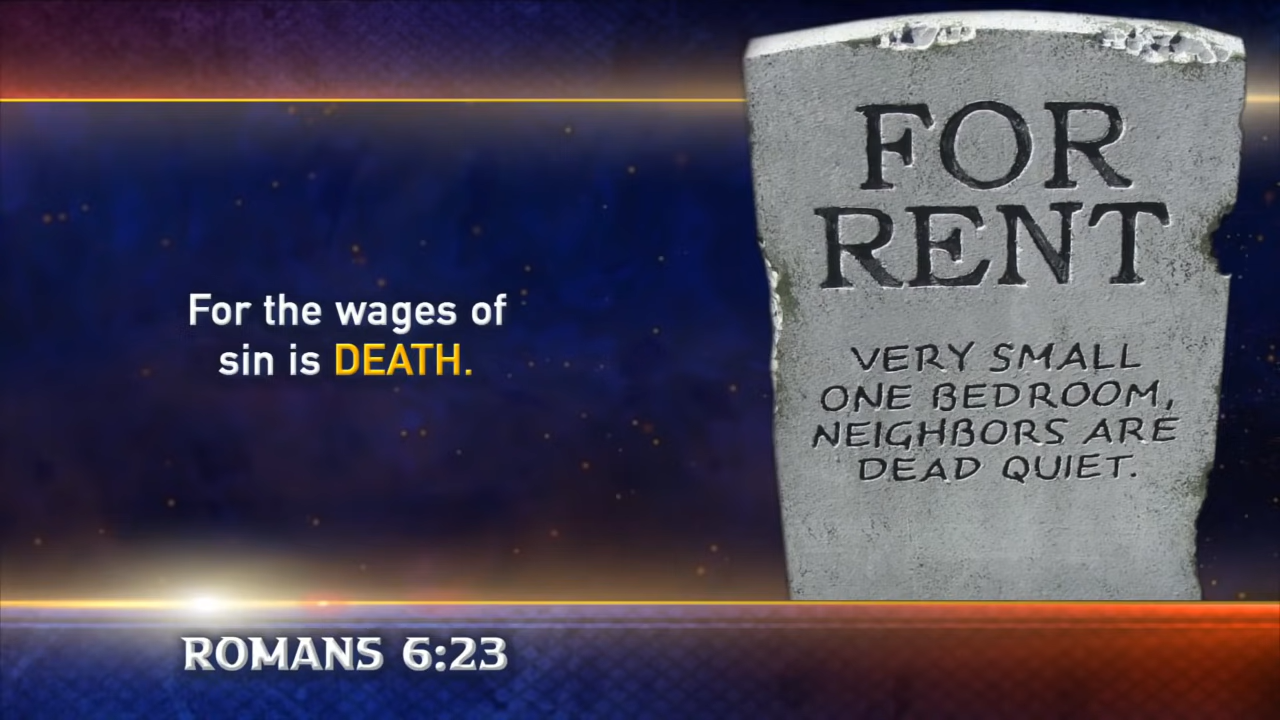 For the wages of
sin is DEATH.
ROMANS 6:23
FOR
RENT
VERY SMALL
ONE BEDROOM,
NEIGHBORS ARE
DEAD QUIET.